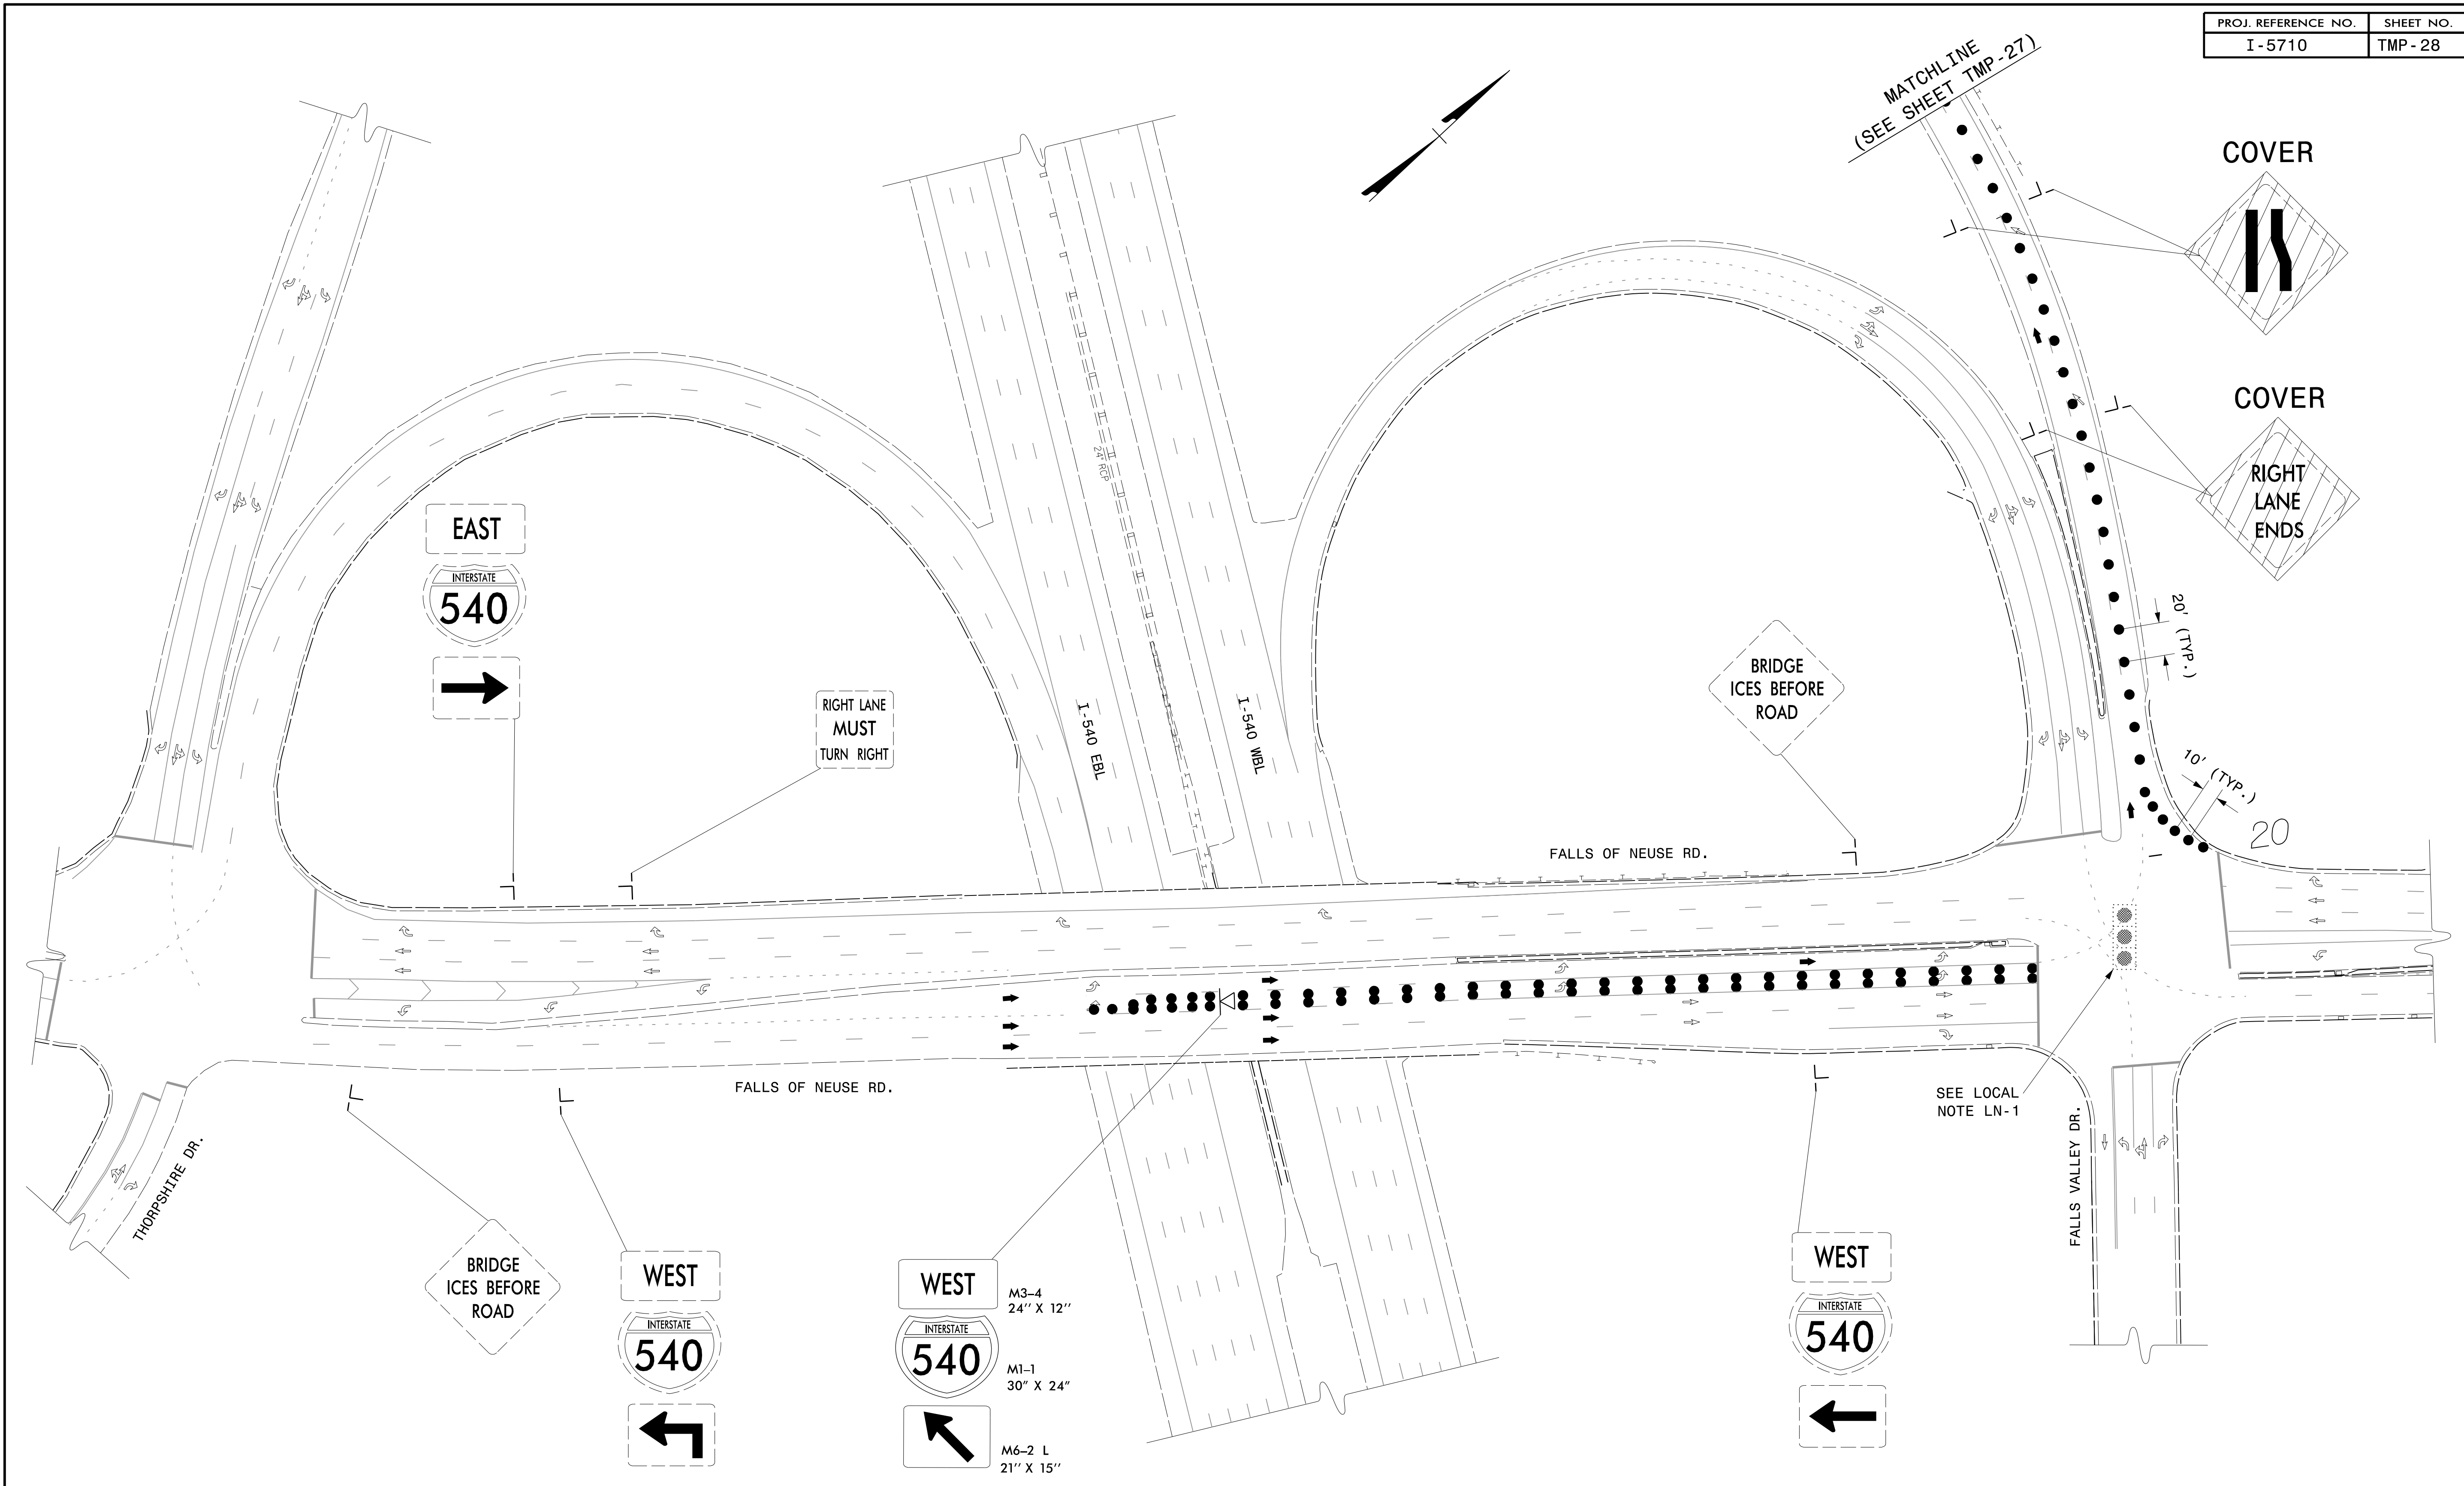 PROJ. REFERENCE NO.
SHEET NO.
I-5710
TMP-28
MATCHLINE
(SEE SHEET TMP-27)
COVER
COVER
RIGHT
LANE
ENDS
24" RCP
EAST
INTERSTATE
540
RIGHT LANE
MUST
TURN RIGHT
I-540 EBL
I-540 WBL
BRIDGE
ICES BEFORE
ROAD
20' (TYP.)
10' (TYP.)
20
FALLS OF NEUSE RD.
FALLS OF NEUSE RD.
SEE LOCAL
NOTE LN-1
THORPSHIRE DR.
FALLS VALLEY DR.
BRIDGE
ICES BEFORE
ROAD
WEST
INTERSTATE
540
WEST
M3-4
24'' X 12''
INTERSTATE
540
M1-1
30" X 24"
M6-2 L
21'' X 15''
WEST
INTERSTATE
540